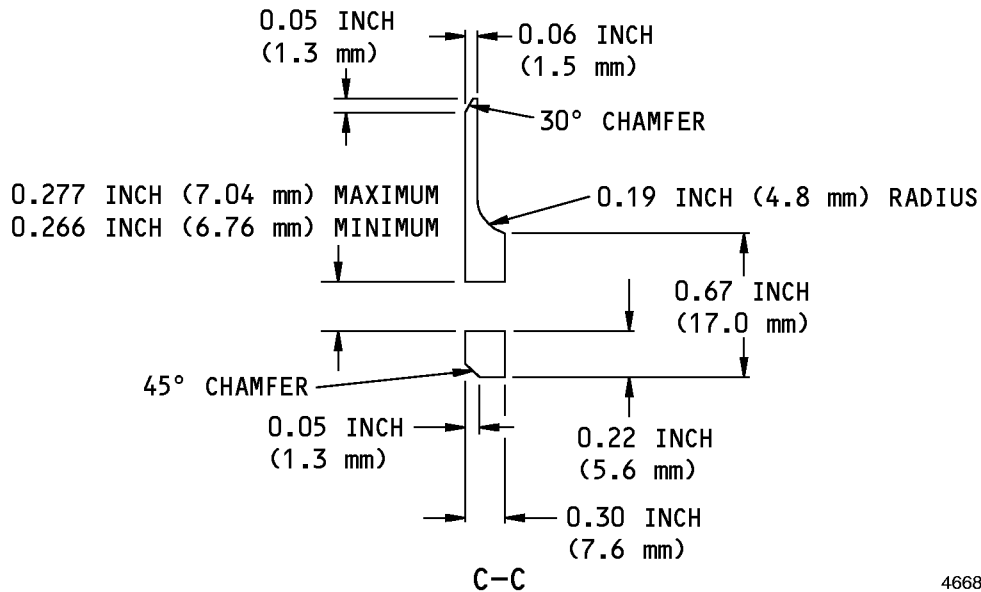 0.05 INCH
(1.3 mm)
0.06 INCH
(1.5 mm)
30° CHAMFER
0.277 INCH (7.04 mm) MAXIMUM
0.266 INCH (6.76 mm) MINIMUM
0.19 INCH (4.8 mm) RADIUS
0.67 INCH
(17.0 mm)
45° CHAMFER
0.05 INCH
(1.3 mm)
0.22 INCH
(5.6 mm)
0.30 INCH
(7.6 mm)
C-C
4668